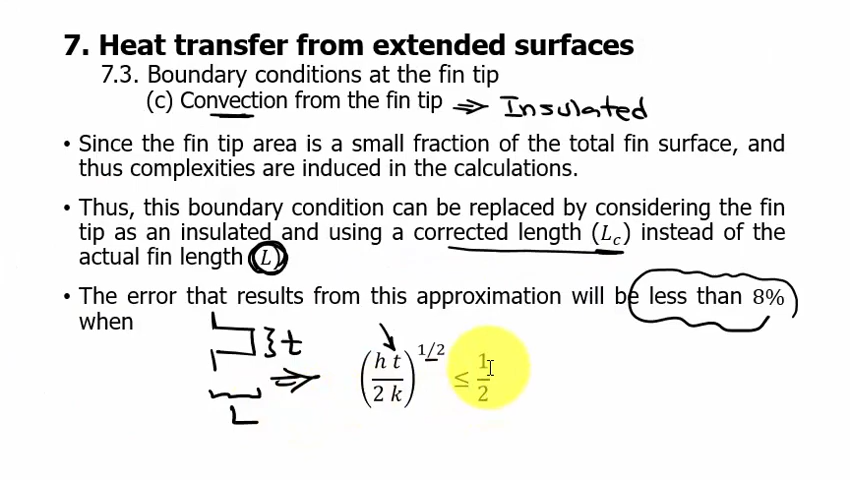 7. Heat transfer from extended surfaces
7.3. Boundary conditions at the fin tip
(c) Convection from the fin tip ⇒ Insulated
• Since the fin tip area is a small fraction of the total fin surface, and
thus complexities are induced in the calculations.
• Thus, this boundary condition can be replaced by considering the fin
tip as an insulated and using a corrected length (L_c) instead of the
actual fin length (L)
• The error that results from this approximation will be less than 8%
when
} t
⇒ (h t / 2 k)^1/2 ≤ 1/2
L